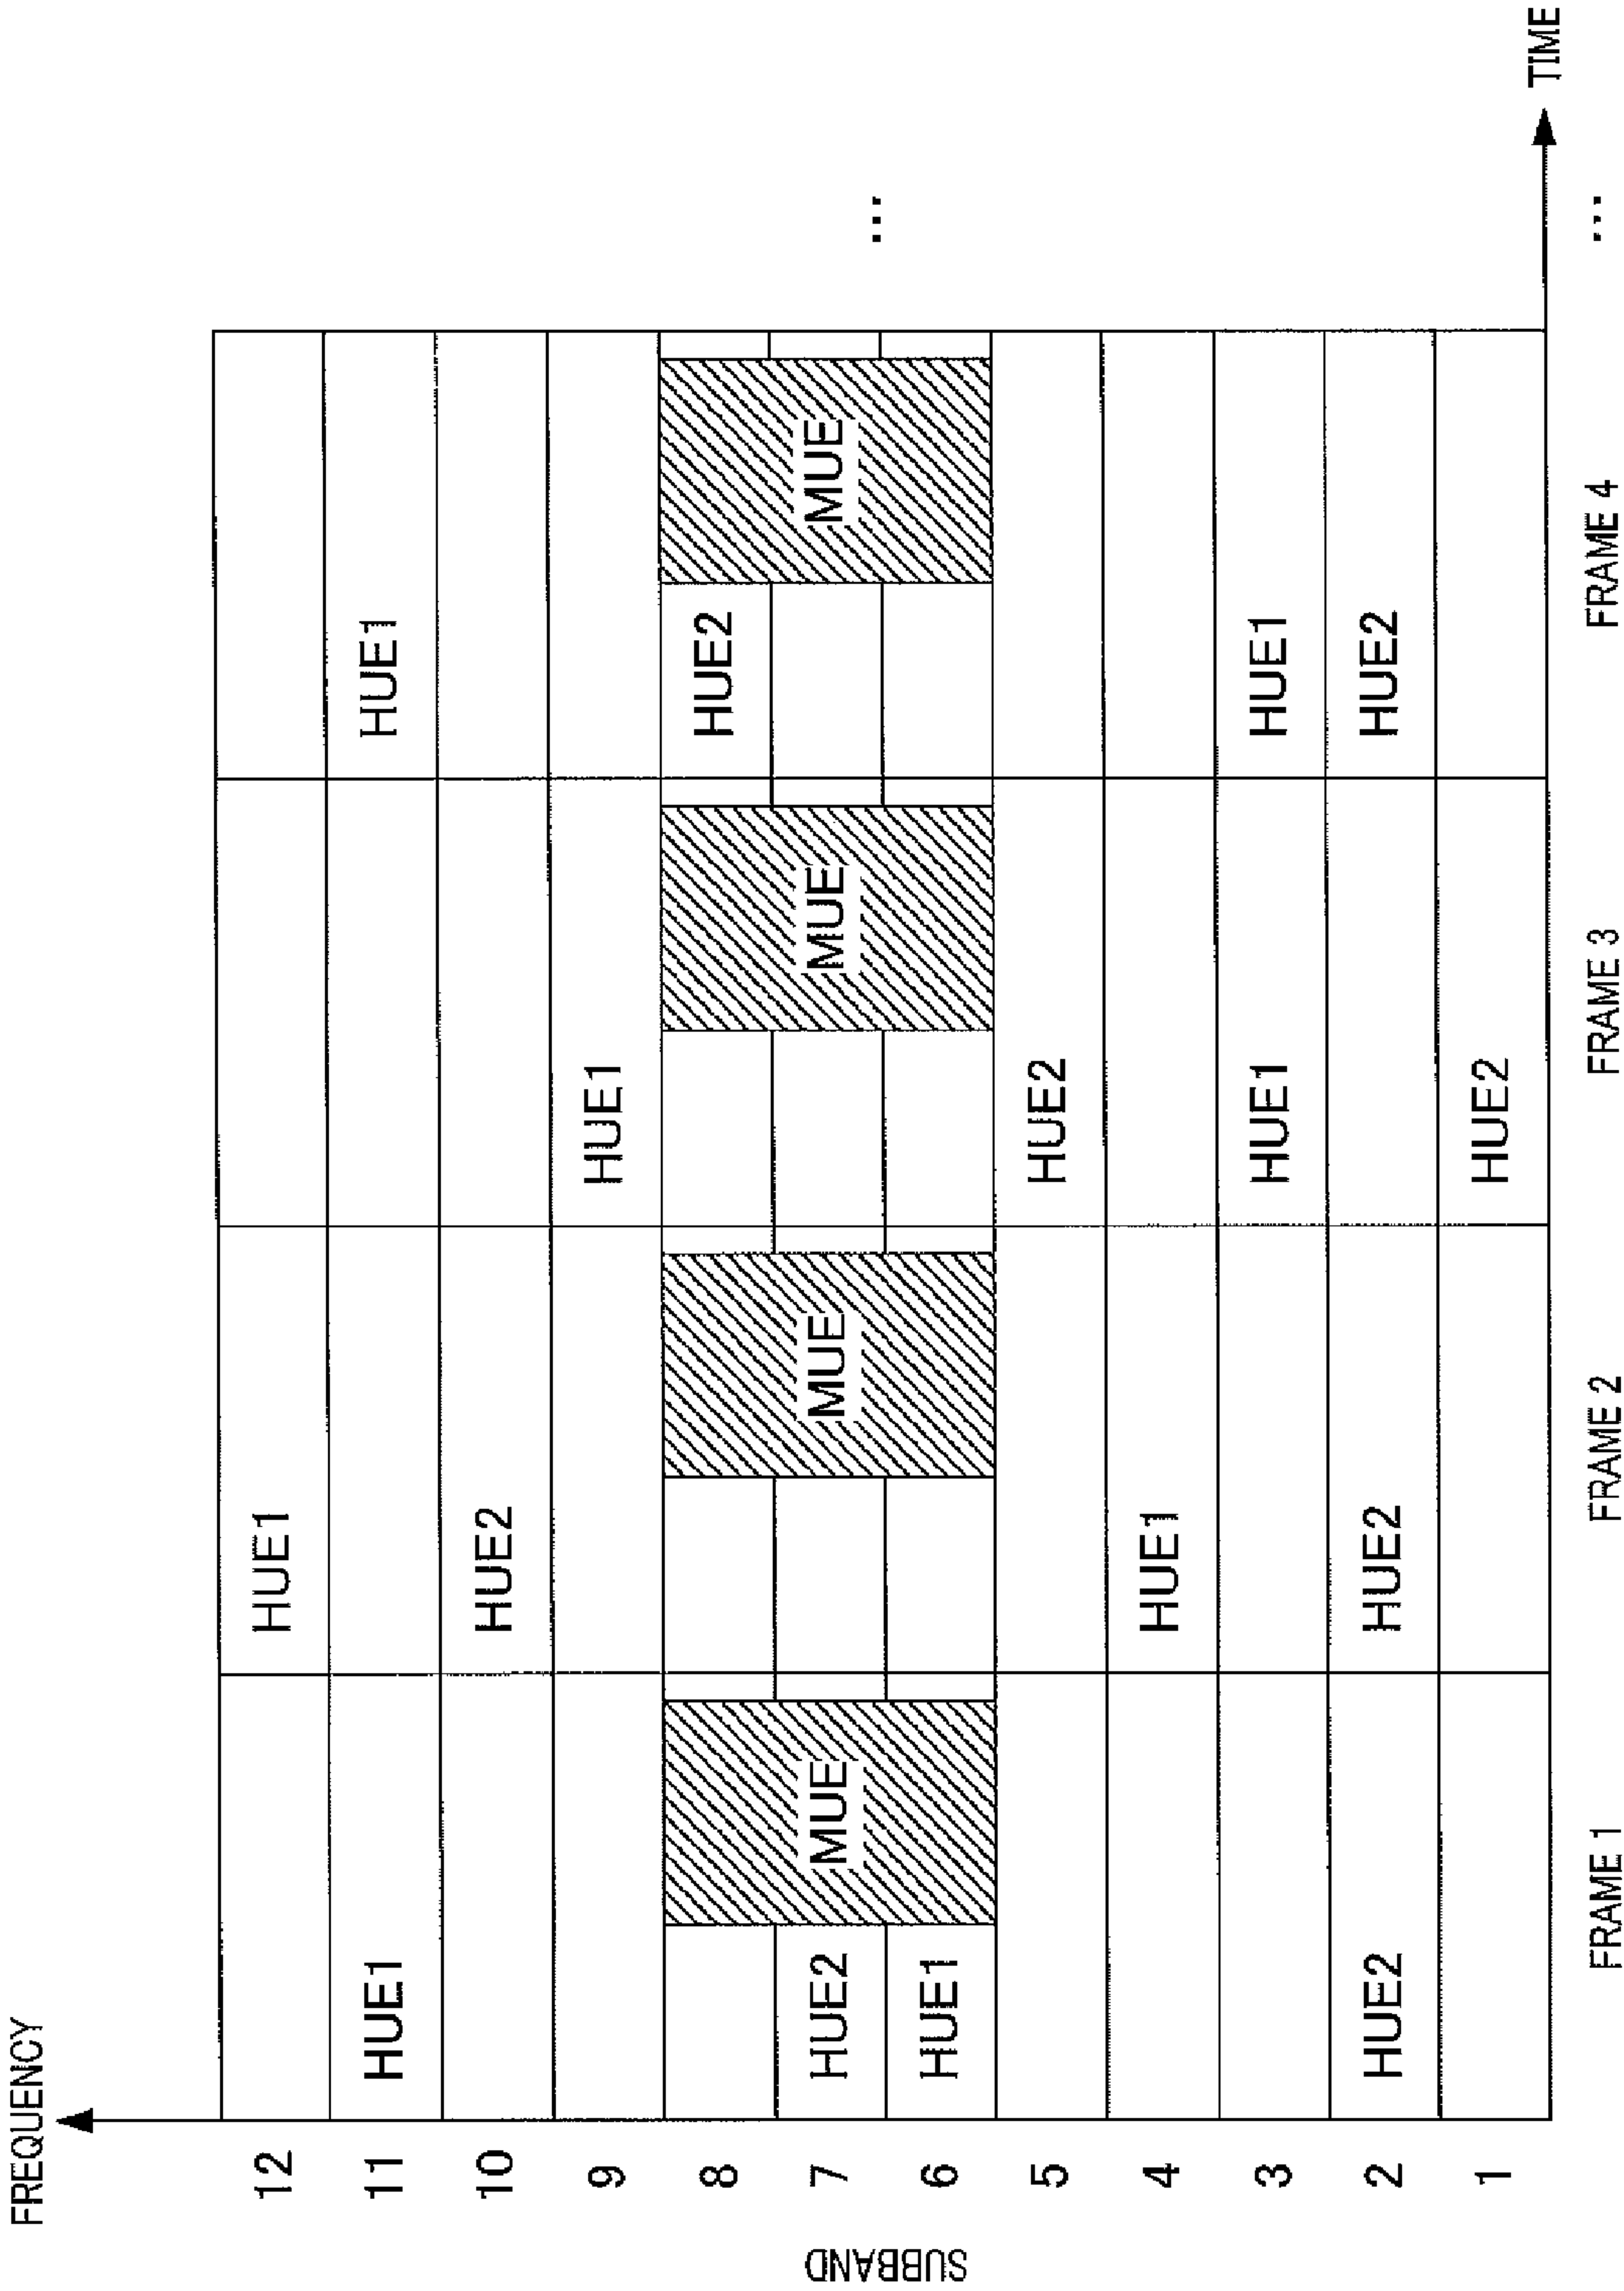 FREQUENCY
SUBBAND
12 HUE1
11 HUE1 HUE1
10 HUE2
9 HUE1
8 HUE2
7 HUE2 MUE MUE MUE MUE ...
6 HUE1
5 HUE2
4 HUE1
3 HUE1 HUE1
2 HUE2 HUE2 HUE2
1 HUE2
TIME
FRAME 1 FRAME 2 FRAME 3 FRAME 4 ...